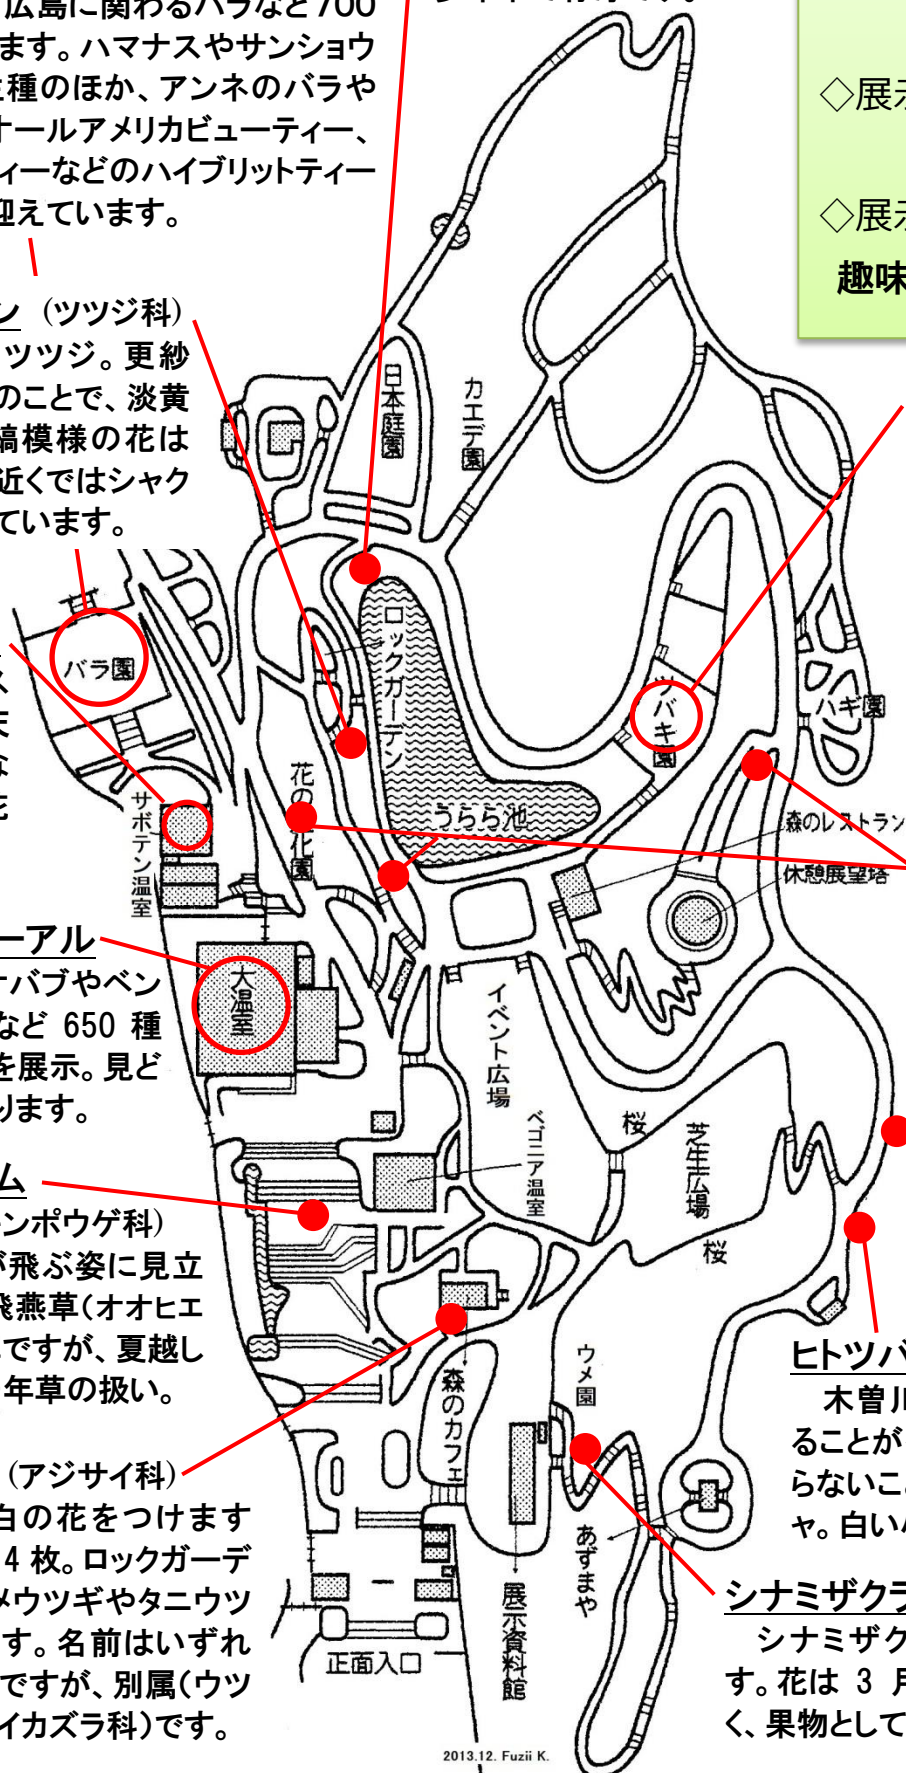 広島に関わるバラなど700
ます。ハマナスやサンショウ
種のほか、アンネのバラや
オールアメリカビューティー、
ィーなどのハイブリットティー
迎えています。
◇展示
◇展示
趣味
ン (ツツジ科)
ツツジ。更紗
のことで、淡黄
縞模様の花は
近くではシャク
ています。
日本庭園
カエデ園
ロックガーデン
バラ園
ツバキ園
ハギ園
サボテン温室
花の花園
うらら池
森のレストラン
休憩展望塔
ーアル
ナバブやベン
など 650 種
を展示。見ど
ります。
大温室
イベント広場
ベゴニア温室
桜
芝生広場
桜
ム
ンポウゲ科)
が飛ぶ姿に見立
飛燕草(オオヒエ
ですが、夏越し
年草の扱い。
ウメ園
森のカフェ
ヒトツバ
木曽川
ることが
らないこ
ャ。白い
(アジサイ科)
白の花をつけます
4 枚。ロックガーデ
メウツギやタニウツ
す。名前はいずれ
ですが、別属(ウツ
イカズラ科)です。
あずまや
展示資料館
正面入口
シナミザクラ
シナミザク
す。花は 3 月
く、果物として
2013.12. Fuzii K.